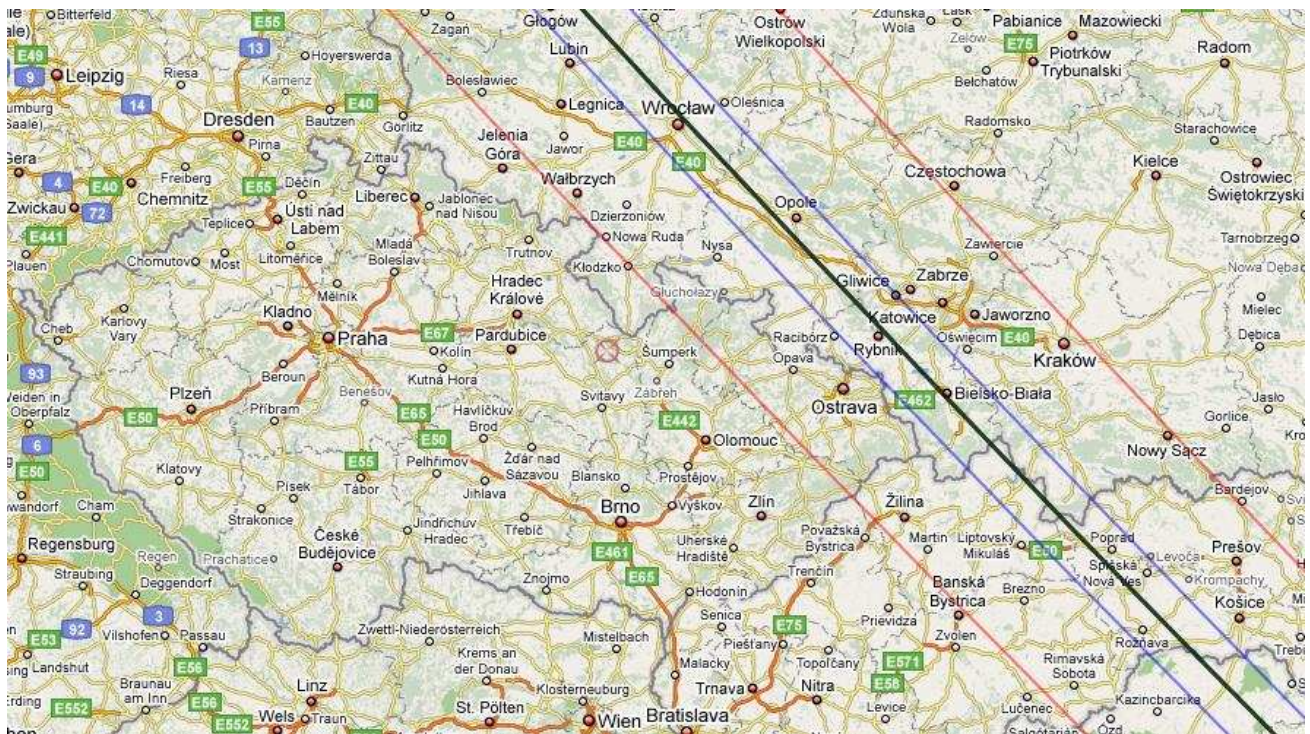 Bitterfeld
E55
13
Hoyerswerda
Żagań
Głogów
Lubin
Ostrów
Wielkopolski
Zduńska
Wola
Łask
Pabianice
Mazowiecki
E75
Piotrków
Trybunalski
Radom
Zelów
Bełchatów
E49
9
Leipzig
Riesa
Kamenz
14
Dresden
Bautzen
E40
Görlitz
Bolesławiec
Legnica
Wrocław
Oleśnica
Radomsko
Starachowice
Pirna
Zittau
Jelenia
Góra
Jawor
E40
E40
Wałbrzych
Częstochowa
Kielce
Ostrowiec
Świętokrzyski
Gera
4
E40
Freiberg
Chemnitz
E55
Děčín
Liberec
Jablonec
nad Nisou
Dzierżoniów
Opole
Zwickau
72
Teplice
Ústí nad
Labem
Nowa Ruda
Nysa
Zawiercie
Tarnobrzeg
E441
Plauen
Chomutov
Most
Litoměřice
Mladá
Boleslav
Trutnov
Kłodzko
Głuchołazy
Gliwice
Zabrze
Mělník
Hradec
Králové
Katowice
Jaworzno
Mielec
Cheb
Karlovy
Vary
Kladno
Praha
E67
Pardubice
Kolín
Kutná Hora
Šumperk
Racibórz
Opava
Rybnik
Oświęcim
E40
Kraków
Dębica
93
Weiden in
der Oberpfalz
Plzeň
Beroun
Benešov
Svitavy
Zábřeh
Ostrava
E462
Bielsko-Biała
Jasło
Gorlice
E50
Příbram
E65
E50
Havlíčkův
Brod
E442
Olomouc
Nowy Sącz
6
E50
Klatovy
Písek
E55
Tábor
Pelhřimov
Jihlava
Žďár nad
Sázavou
Blansko
Prostějov
Bardejov
Cham
Strakonice
Brno
Vyškov
Zlín
Žilina
Regensburg
Regen
Prachatice
České
Budějovice
Jindřichův
Hradec
Třebíč
E461
Uherské
Hradiště
Považská
Bystrica
Martin
Liptovský
Mikuláš
E50
Poprad
Levoča
Prešov
Straubing
Deggendorf
Znojmo
E65
Hodonín
Trenčín
Banská
Bystrica
Brezno
Spišská
Nová Ves
Krompachy
Košice
3
92
E53
Vilshofen
Passau
Zwettl-Niederösterreich
Mistelbach
Senica
Piešťany
E75
Prievidza
Zvolen
Rožňava
Landshut
E56
Krems an
der Donau
Malacky
Topoľčany
E571
E58
Rimavská
Sobota
Braunau
am Inn
E56
Linz
Klosterneuburg
Trnava
Nitra
Levice
Lučenec
Kazincbarcika
E552
E552
Wels
Traun
St. Pölten
Wien
Bratislava
Salgótarján
Ózd